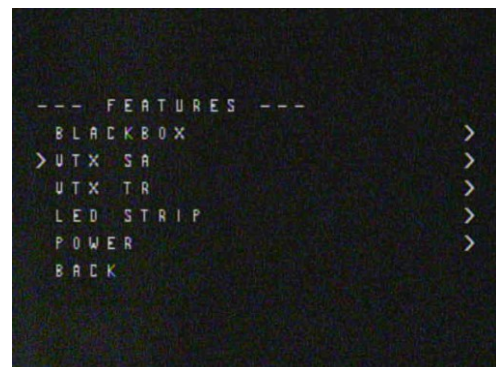 --- FEATURES ---
BLACKBOX >
>VTX SA >
VTX TR >
LED STRIP >
POWER >
BACK